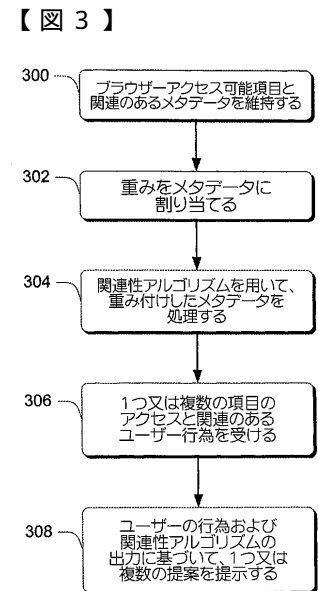 【図３】
300
ブラウザーアクセス可能項目と
関連のあるメタデータを維持する
302
重みをメタデータに
割り当てる
304
関連性アルゴリズムを用いて、
重み付けしたメタデータを
処理する
306
1つ又は複数の項目の
アクセスと関連のある
ユーザー行為を受ける
308
ユーザーの行為および
関連性アルゴリズムの
出力に基づいて、1つ又は
複数の提案を提示する